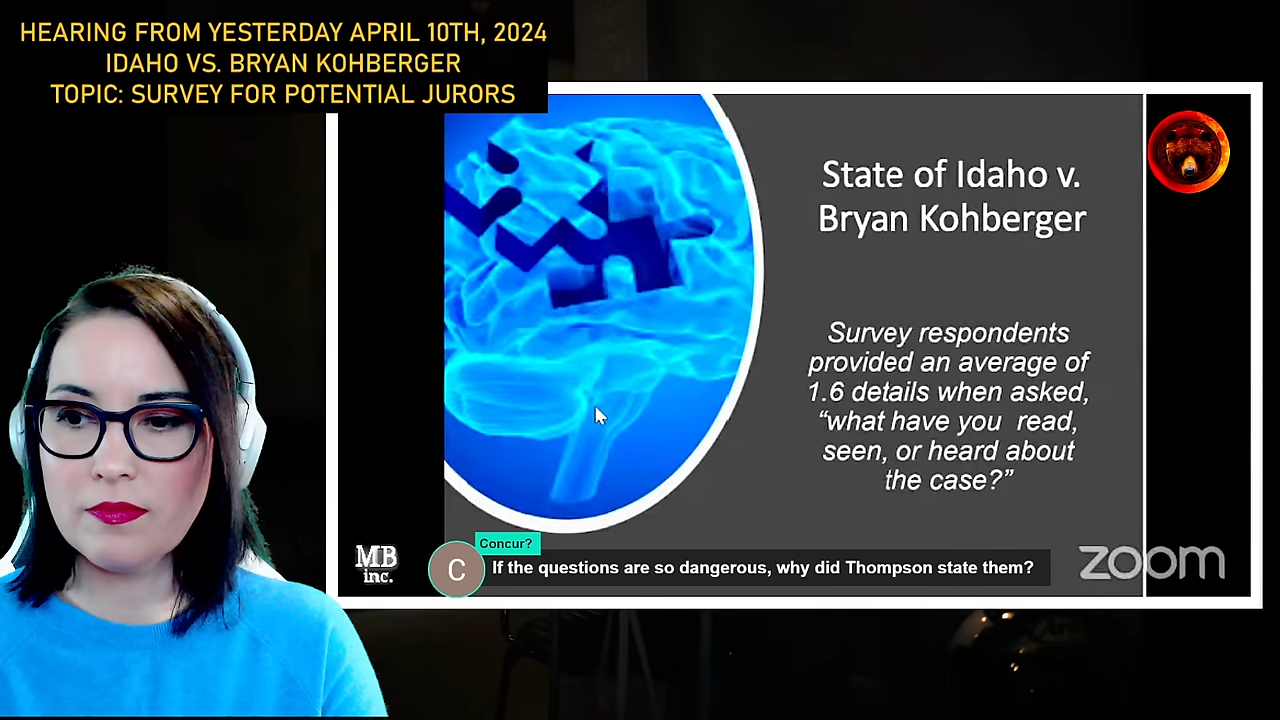 HEARING FROM YESTERDAY APRIL 10TH, 2024
IDAHO VS. BRYAN KOHBERGER
TOPIC: SURVEY FOR POTENTIAL JURORS
State of Idaho v.
Bryan Kohberger
Survey respondents
provided an average of
1.6 details when asked,
“what have you read,
seen, or heard about
the case?”
MB
inc.
Concur?
C
If the questions are so dangerous, why did Thompson state them?
zoom